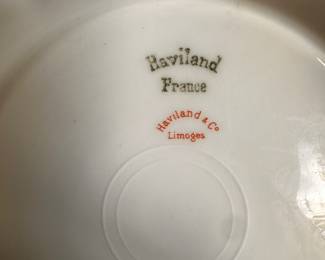 Haviland
France
Haviland & Co
Limoges